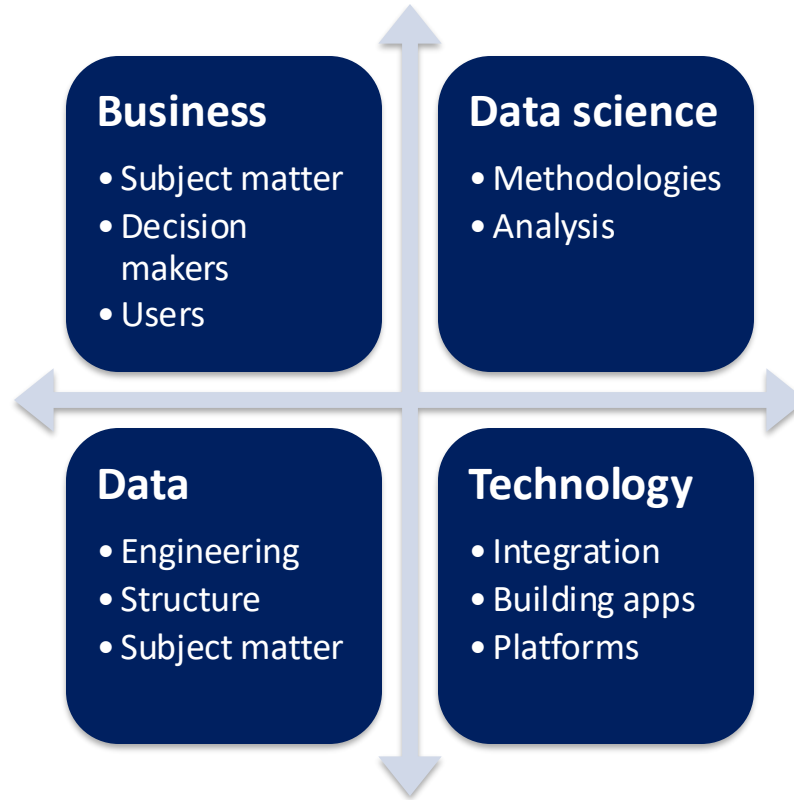 Business
• Subject matter
• Decision
makers
• Users
Data science
• Methodologies
• Analysis
Data
• Engineering
• Structure
• Subject matter
Technology
• Integration
• Building apps
• Platforms